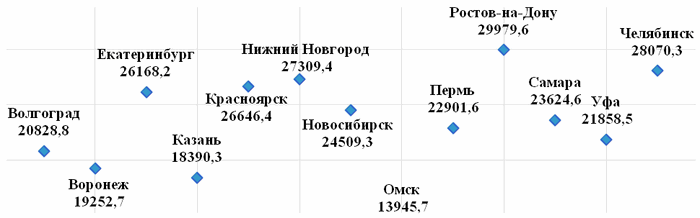 Волгоград
20828,8
Воронеж
19252,7
Екатеринбург
26168,2
Казань
18390,3
Красноярск
26646,4
Нижний Новгород
27309,4
Новосибирск
24509,3
Омск
13945,7
Пермь
22901,6
Ростов-на-Дону
29979,6
Самара
23624,6
Уфа
21858,5
Челябинск
28070,3